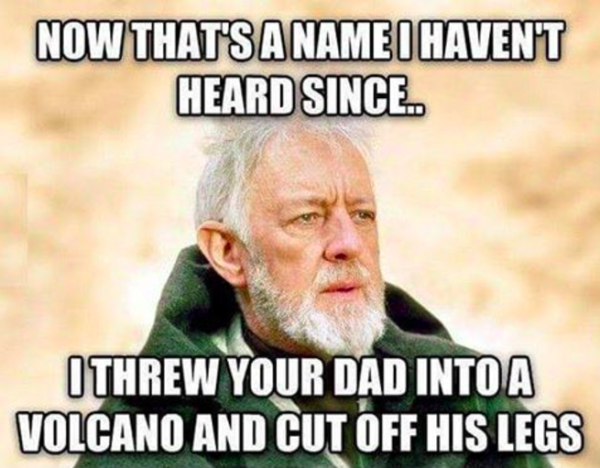 NOW THAT'S A NAME I HAVEN'T
HEARD SINCE..
I THREW YOUR DAD INTO A
VOLCANO AND CUT OFF HIS LEGS